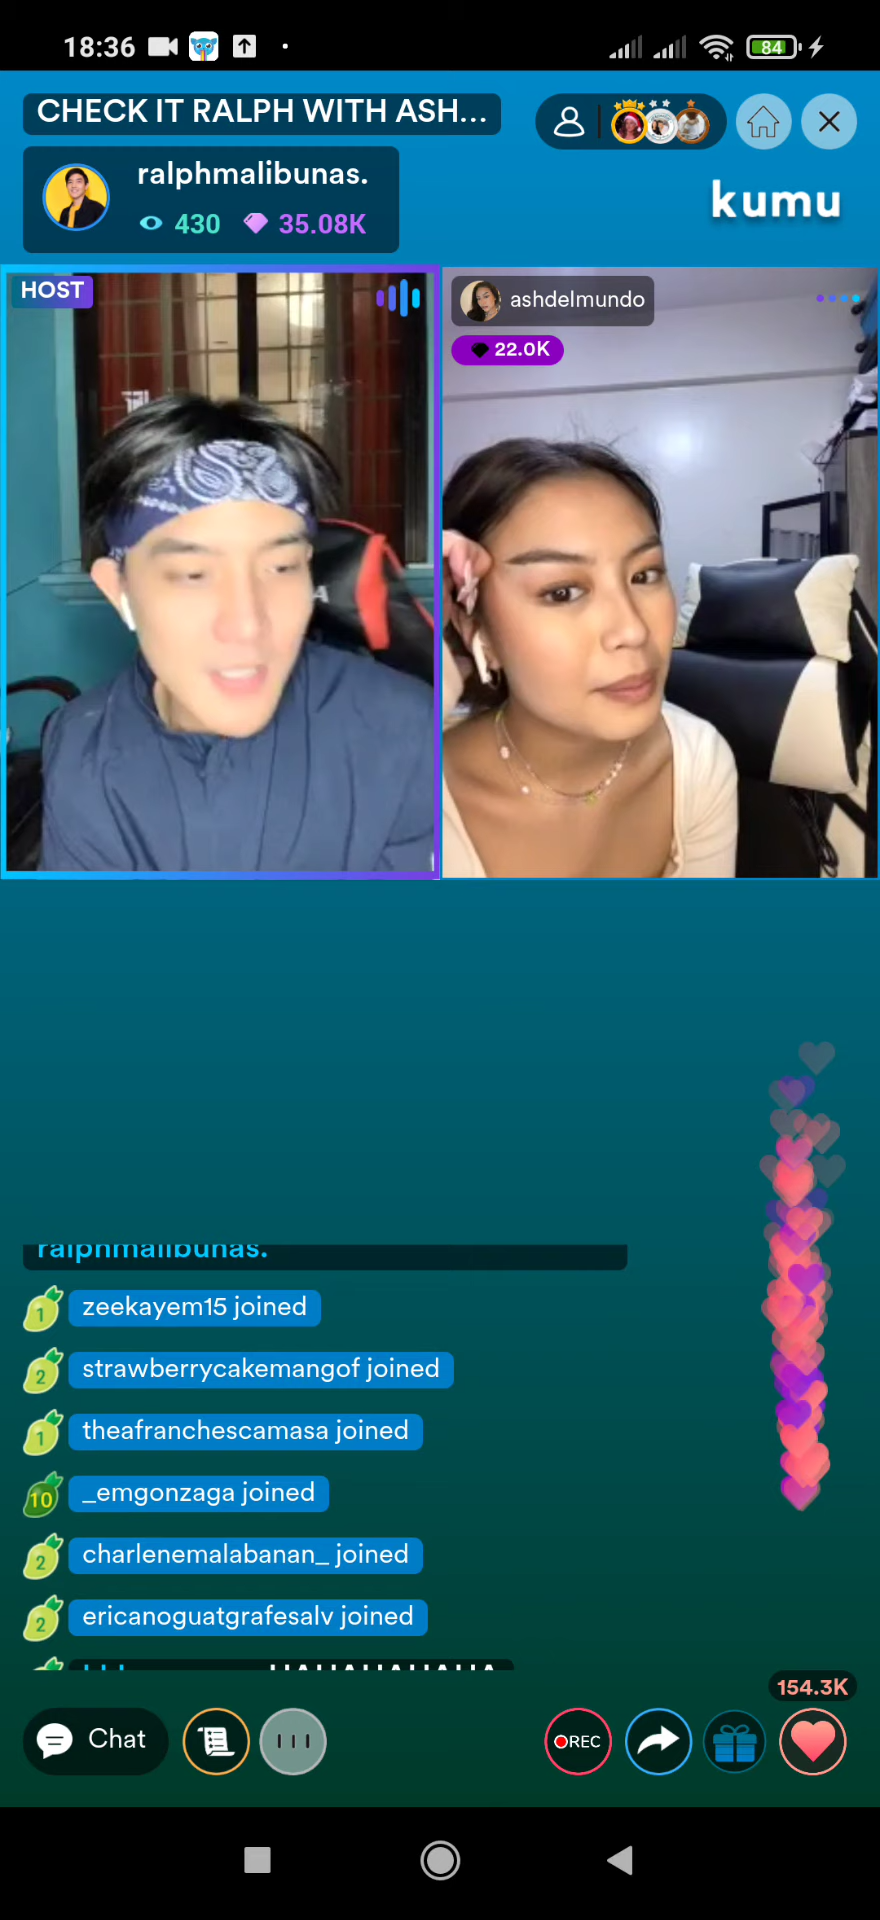 18:36
84
CHECK IT RALPH WITH ASH...
ralphmalibunas.
430
35.08K
kumu
HOST
ashdelmundo
22.0K
ralphmalibunas.
1
zeekayem15 joined
2
strawberrycakemangof joined
1
theafranchescamasa joined
10
_emgonzaga joined
2
charlenemalabanan_ joined
2
ericanoguatgrafesalv joined
HAHAHAHAHA
154.3K
Chat
REC